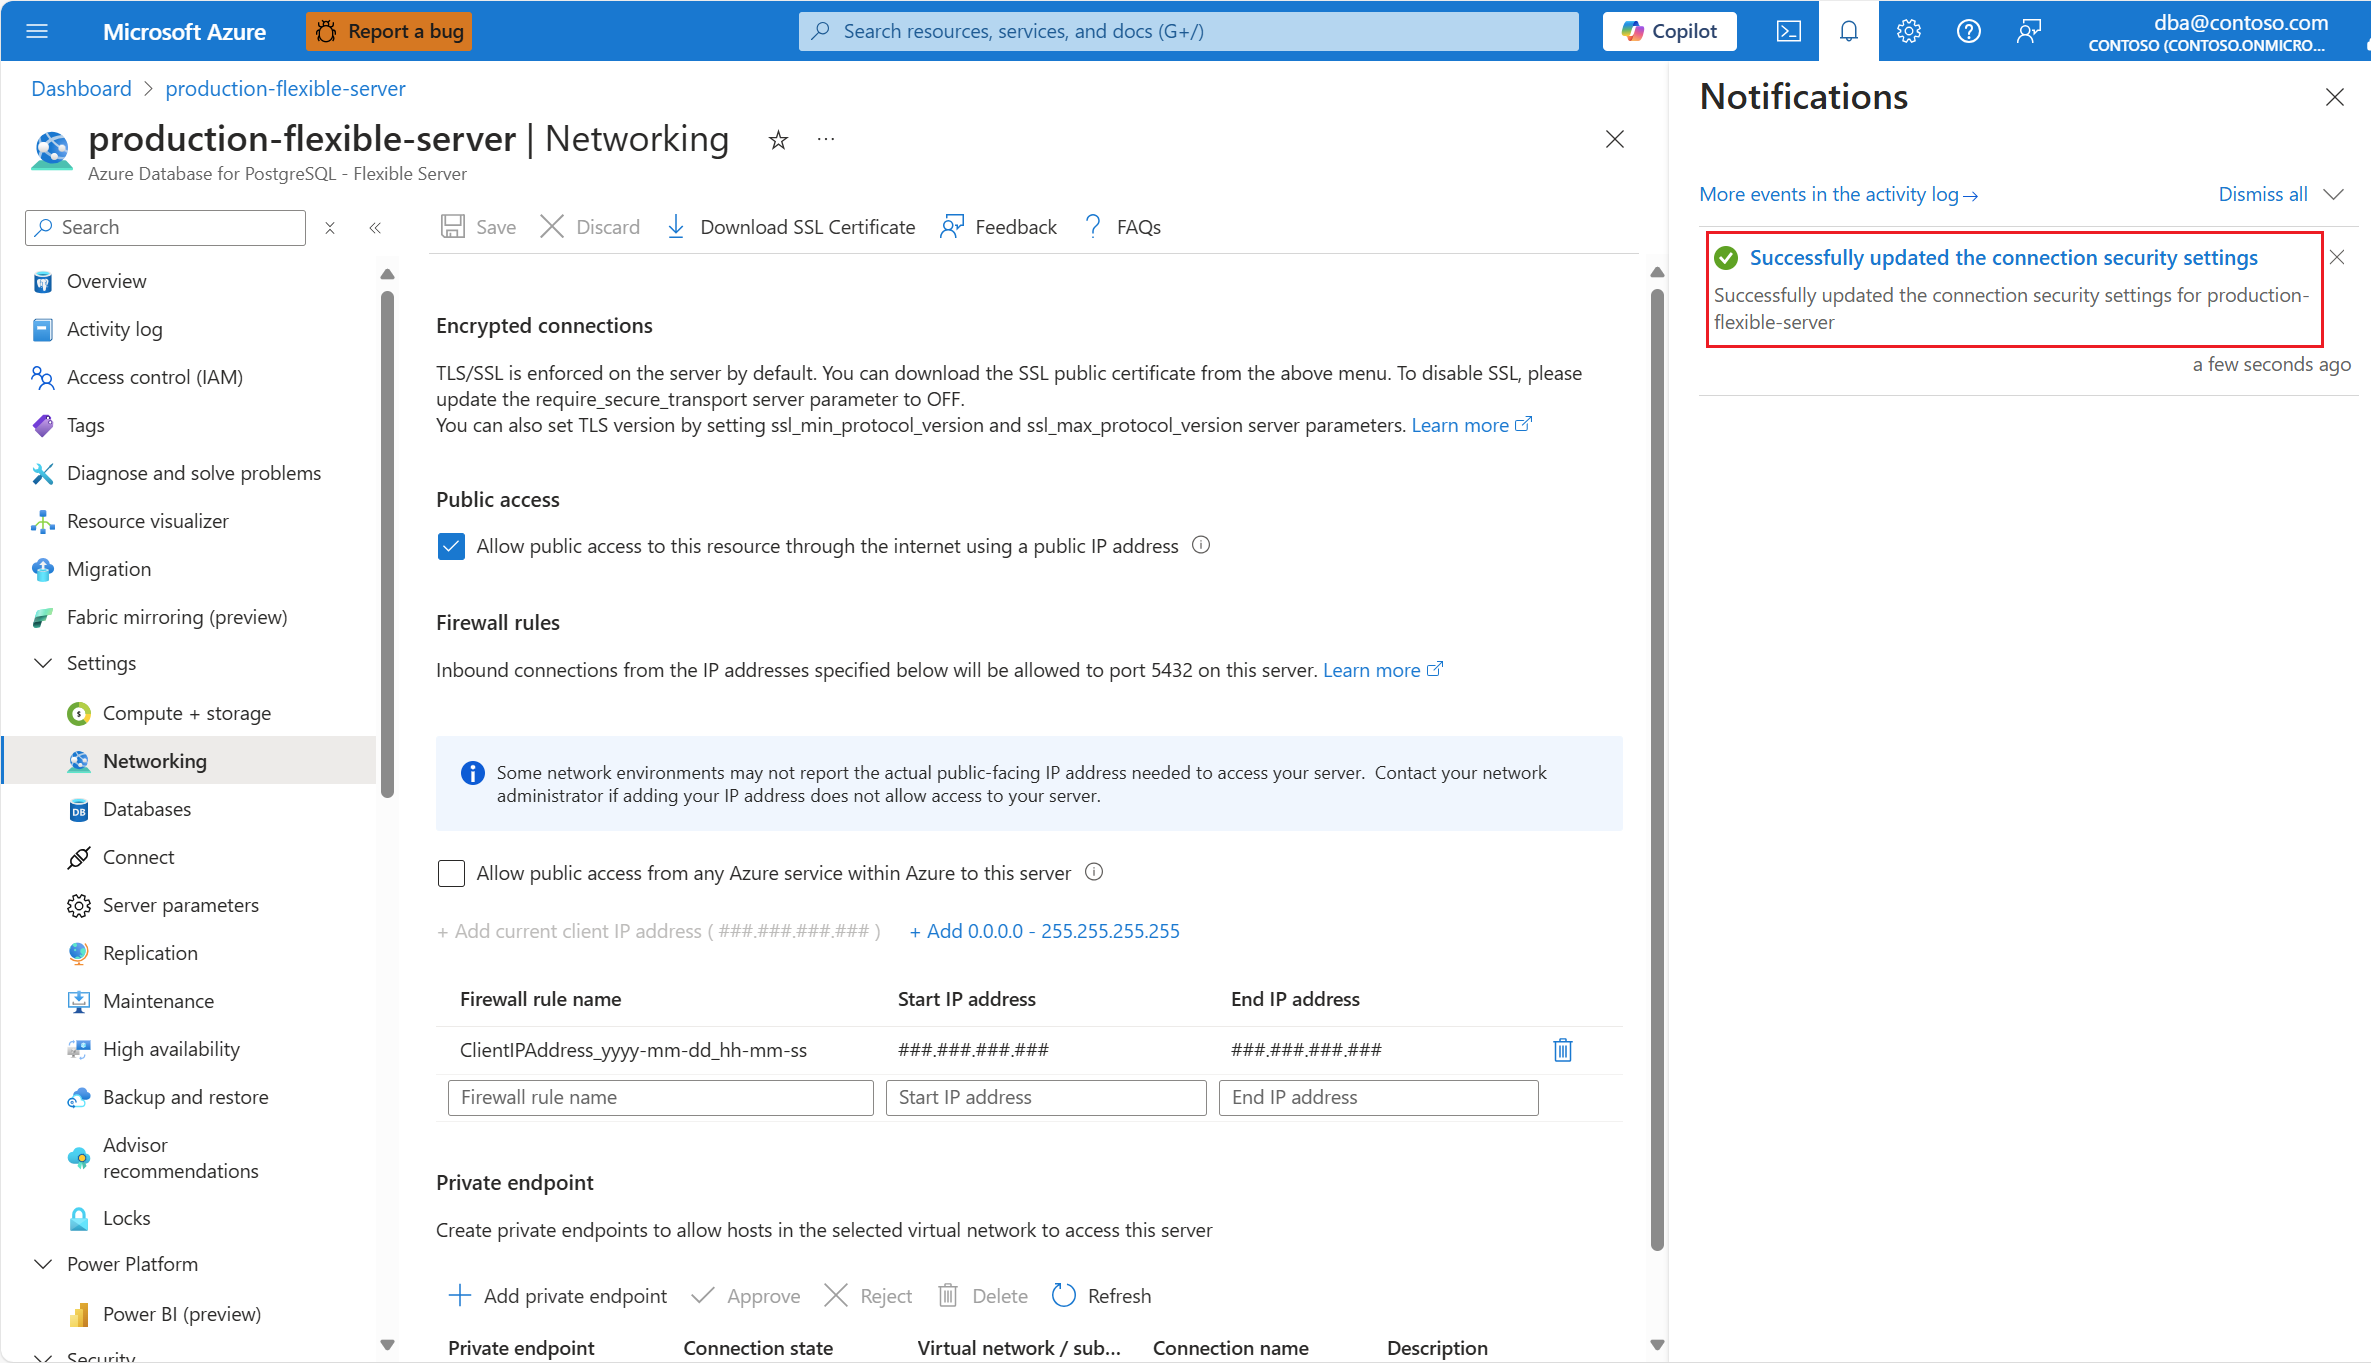 Microsoft Azure
Report a bug
Search resources, services, and docs (G+/)
Copilot
dba@contoso.com
CONTOSO (CONTOSO.ONMICRO...
Dashboard > production-flexible-server
production-flexible-server | Networking
Azure Database for PostgreSQL - Flexible Server
Search
Overview
Activity log
Access control (IAM)
Tags
Diagnose and solve problems
Resource visualizer
Migration
Fabric mirroring (preview)
Settings
Compute + storage
Networking
Databases
Connect
Server parameters
Replication
Maintenance
High availability
Backup and restore
Advisor
recommendations
Locks
Power Platform
Power BI (preview)
Security
Save
Discard
Download SSL Certificate
Feedback
FAQs
Encrypted connections
TLS/SSL is enforced on the server by default. You can download the SSL public certificate from the above menu. To disable SSL, please
update the require_secure_transport server parameter to OFF.
You can also set TLS version by setting ssl_min_protocol_version and ssl_max_protocol_version server parameters. Learn more
Public access
Allow public access to this resource through the internet using a public IP address
Firewall rules
Inbound connections from the IP addresses specified below will be allowed to port 5432 on this server. Learn more
Some network environments may not report the actual public-facing IP address needed to access your server. Contact your network
administrator if adding your IP address does not allow access to your server.
Allow public access from any Azure service within Azure to this server
+ Add current client IP address ( ###.###.###.### )
+ Add 0.0.0.0 - 255.255.255.255
Firewall rule name
Start IP address
End IP address
ClientIPAddress_yyyy-mm-dd_hh-mm-ss
###.###.###.###
###.###.###.###
Firewall rule name
Start IP address
End IP address
Private endpoint
Create private endpoints to allow hosts in the selected virtual network to access this server
Add private endpoint
Approve
Reject
Delete
Refresh
Private endpoint
Connection state
Virtual network / sub...
Connection name
Description
Notifications
More events in the activity log →
Dismiss all
Successfully updated the connection security settings
Successfully updated the connection security settings for production-
flexible-server
a few seconds ago